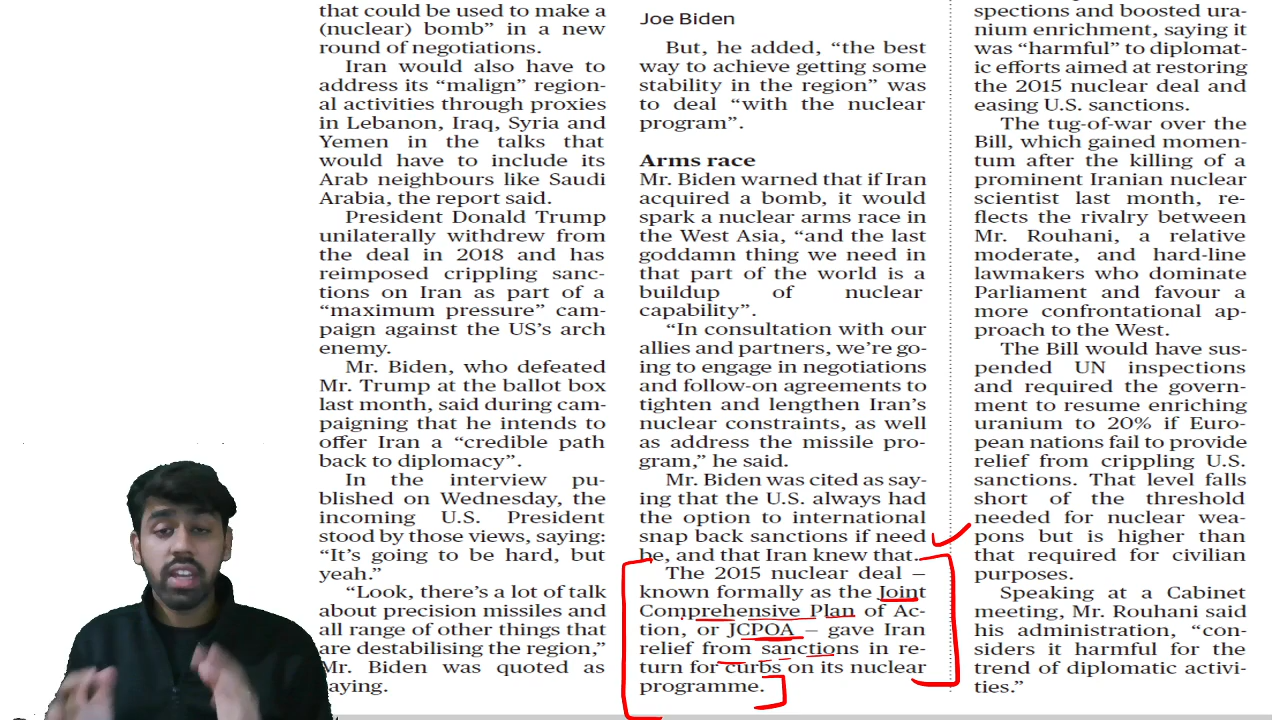 that could be used to make a
(nuclear) bomb” in a new
round of negotiations.
Iran would also have to
address its “malign” region-
al activities through proxies
in Lebanon, Iraq, Syria and
Yemen in the talks that
would have to include its
Arab neighbours like Saudi
Arabia, the report said.
President Donald Trump
unilaterally withdrew from
the deal in 2018 and has
reimposed crippling sanc-
tions on Iran as part of a
“maximum pressure” cam-
paign against the US’s arch
enemy.
Mr. Biden, who defeated
Mr. Trump at the ballot box
last month, said during cam-
paigning that he intends to
offer Iran a “credible path
back to diplomacy”.
In the interview pu-
blished on Wednesday, the
incoming U.S. President
stood by those views, saying:
“It’s going to be hard, but
yeah.”
“Look, there’s a lot of talk
about precision missiles and
all range of other things that
are destabilising the region,”
Mr. Biden was quoted as
aying.
Joe Biden
But, he added, “the best
way to achieve getting some
stability in the region” was
to deal “with the nuclear
program”.
Arms race
Mr. Biden warned that if Iran
acquired a bomb, it would
spark a nuclear arms race in
the West Asia, “and the last
goddamn thing we need in
that part of the world is a
buildup of nuclear
capability”.
“In consultation with our
allies and partners, we’re go-
ing to engage in negotiations
and follow-on agreements to
tighten and lengthen Iran’s
nuclear constraints, as well
as address the missile pro-
gram,” he said.
Mr. Biden was cited as say-
ing that the U.S. always had
the option to international
snap back sanctions if need
be, and that Iran knew that.
The 2015 nuclear deal –
known formally as the Joint
Comprehensive Plan of Ac-
tion, or JCPOA – gave Iran
relief from sanctions in re-
turn for curbs on its nuclear
programme.
spections and boosted ura-
nium enrichment, saying it
was “harmful” to diplomat-
ic efforts aimed at restoring
the 2015 nuclear deal and
easing U.S. sanctions.
The tug-of-war over the
Bill, which gained momen-
tum after the killing of a
prominent Iranian nuclear
scientist last month, re-
flects the rivalry between
Mr. Rouhani, a relative
moderate, and hard-line
lawmakers who dominate
Parliament and favour a
more confrontational ap-
proach to the West.
The Bill would have sus-
pended UN inspections
and required the govern-
ment to resume enriching
uranium to 20% if Euro-
pean nations fail to provide
relief from crippling U.S.
sanctions. That level falls
short of the threshold
needed for nuclear wea-
pons but is higher than
that required for civilian
purposes.
Speaking at a Cabinet
meeting, Mr. Rouhani said
his administration, “con-
siders it harmful for the
trend of diplomatic activi-
ties.”